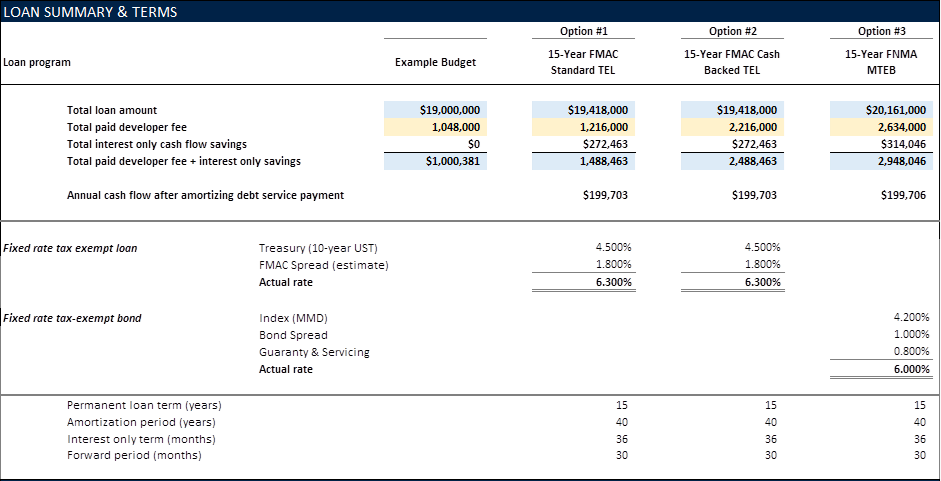 LOAN SUMMARY & TERMS
Option #1 Option #2 Option #3
Loan program Example Budget 15-Year FMAC Standard TEL 15-Year FMAC Cash Backed TEL 15-Year FNMA MTEB
Total loan amount $19,000,000 $19,418,000 $19,418,000 $20,161,000
Total paid developer fee 1,048,000 1,216,000 2,216,000 2,634,000
Total interest only cash flow savings $0 $272,463 $272,463 $314,046
Total paid developer fee + interest only savings $1,000,381 1,488,463 2,488,463 2,948,046
Annual cash flow after amortizing debt service payment $199,703 $199,703 $199,706
Fixed rate tax exempt loan Treasury (10-year UST) 4.500% 4.500%
FMAC Spread (estimate) 1.800% 1.800%
Actual rate 6.300% 6.300%
Fixed rate tax-exempt bond Index (MMD) 4.200%
Bond Spread 1.000%
Guaranty & Servicing 0.800%
Actual rate 6.000%
Permanent loan term (years) 15 15 15
Amortization period (years) 40 40 40
Interest only term (months) 36 36 36
Forward period (months) 30 30 30